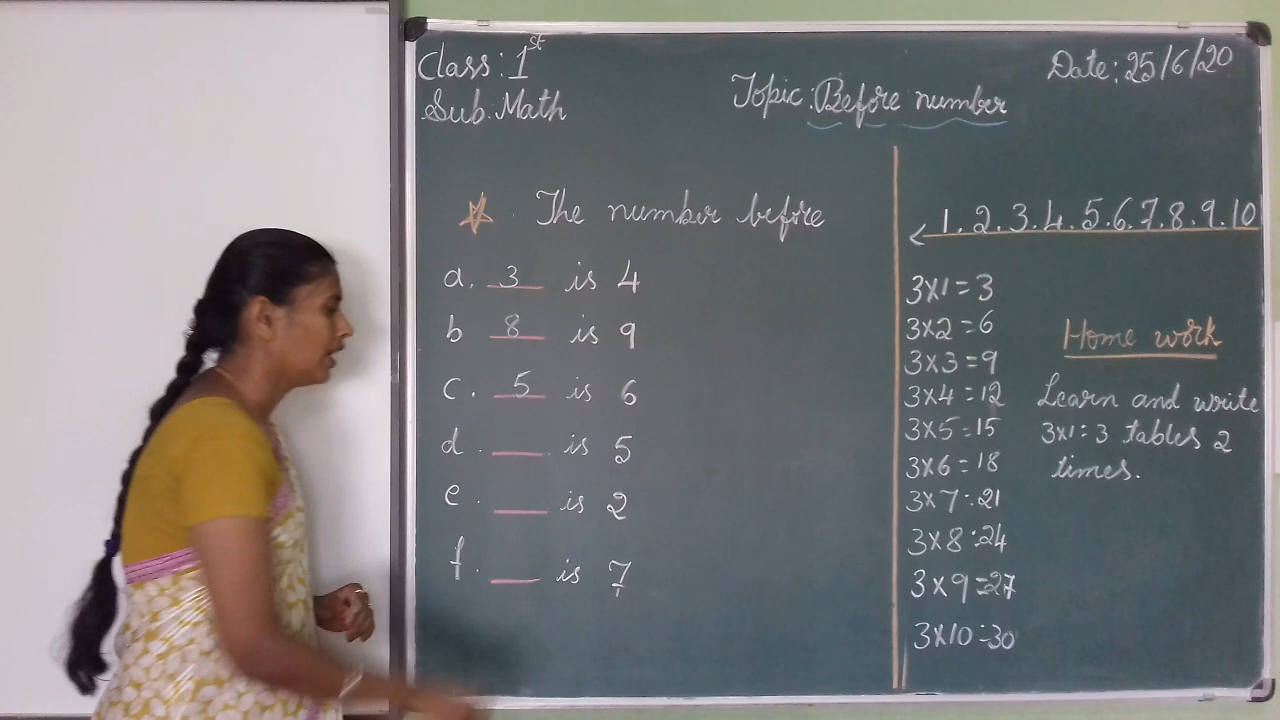 Class: 1st
Sub: Math
Topic: Before number
Date: 25/6/20
The number before
a. 3 is 4
b 8 is 9
c. 5 is 6
d. ___ is 5
e. ___ is 2
f. ___ is 7
1. 2. 3. 4. 5. 6. 7. 8. 9. 10
3x1=3
3x2=6
3x3=9
3x4=12
3x5=15
3x6=18
3x7=21
3x8=24
3x9=27
3x10=30
Home work
Learn and write
3x1=3 tables 2
times.